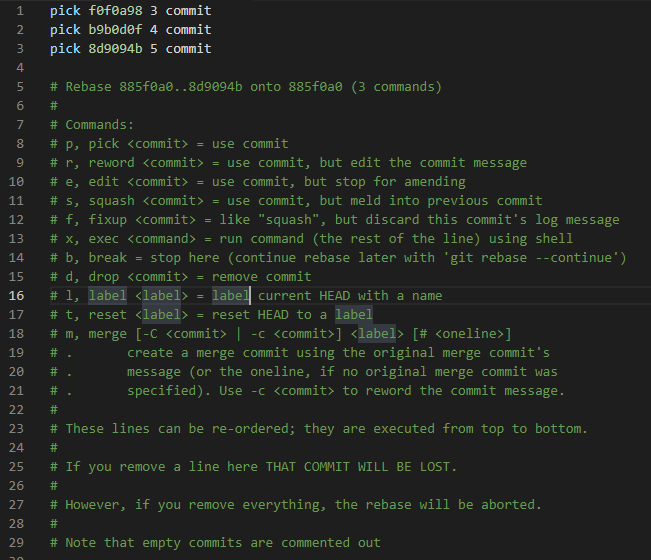 1 pick f0f0a98 3 commit
2 pick b9b0d0f 4 commit
3 pick 8d9094b 5 commit
4
5 # Rebase 885f0a0..8d9094b onto 885f0a0 (3 commands)
6 #
7 # Commands:
8 # p, pick <commit> = use commit
9 # r, reword <commit> = use commit, but edit the commit message
10 # e, edit <commit> = use commit, but stop for amending
11 # s, squash <commit> = use commit, but meld into previous commit
12 # f, fixup <commit> = like "squash", but discard this commit's log message
13 # x, exec <command> = run command (the rest of the line) using shell
14 # b, break = stop here (continue rebase later with 'git rebase --continue')
15 # d, drop <commit> = remove commit
16 # l, label <label> = label current HEAD with a name
17 # t, reset <label> = reset HEAD to a label
18 # m, merge [-C <commit> | -c <commit>] <label> [# <oneline>]
19 # .       create a merge commit using the original merge commit's
20 # .       message (or the oneline, if no original merge commit was
21 # .       specified). Use -c <commit> to reword the commit message.
22 #
23 # These lines can be re-ordered; they are executed from top to bottom.
24 #
25 # If you remove a line here THAT COMMIT WILL BE LOST.
26 #
27 # However, if you remove everything, the rebase will be aborted.
28 #
29 # Note that empty commits are commented out